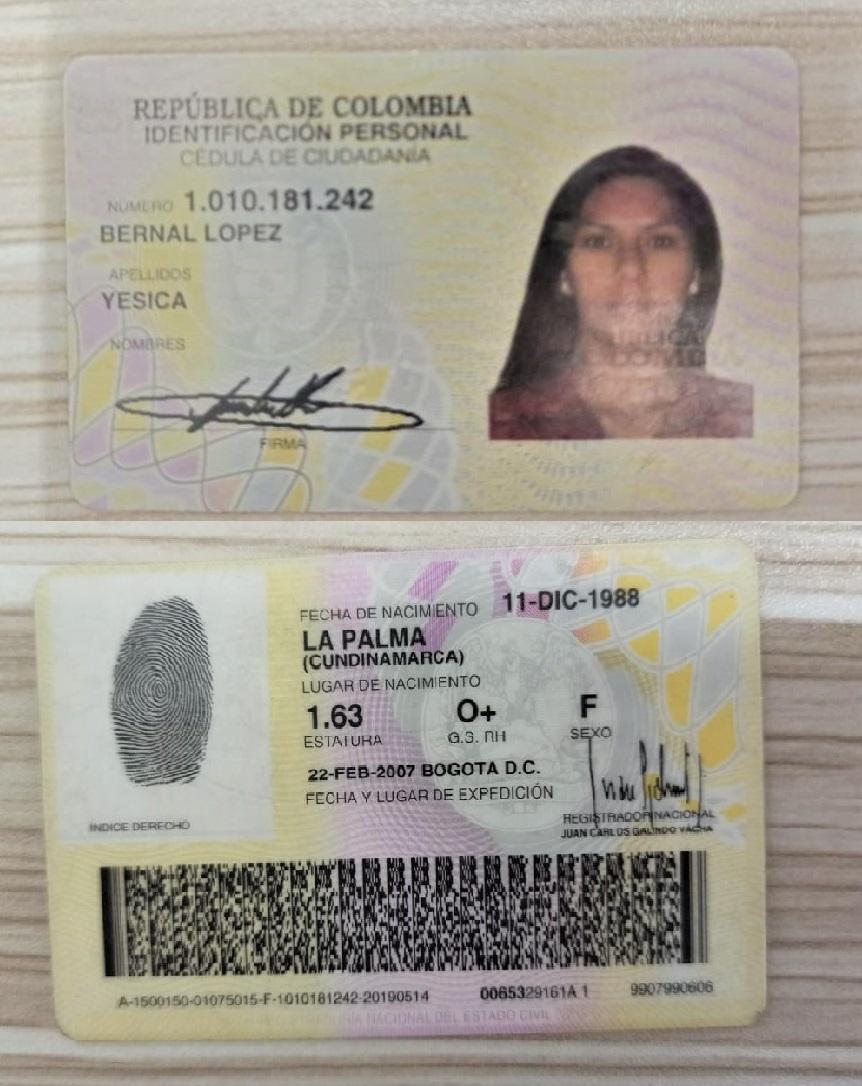 REPÚBLICA DE COLOMBIA
IDENTIFICACIÓN PERSONAL
CÉDULA DE CIUDADANÍA
NÚMERO 1.010.181.242
BERNAL LOPEZ
APELLIDOS
YESICA
NOMBRES
FIRMA
FECHA DE NACIMIENTO 11-DIC-1988
LA PALMA
(CUNDINAMARCA)
LUGAR DE NACIMIENTO
1.63 O+ F
ESTATURA G.S. RH SEXO
22-FEB-2007 BOGOTA D.C.
FECHA Y LUGAR DE EXPEDICIÓN
REGISTRADOR NACIONAL
JUAN CARLOS GALINDO VACHA
INDICE DERECHO
A-1500150-01075015-F-1010181242-20190514 0065329161A 1 9907990606
REGISTRADURIA NACIONAL DEL ESTADO CIVIL